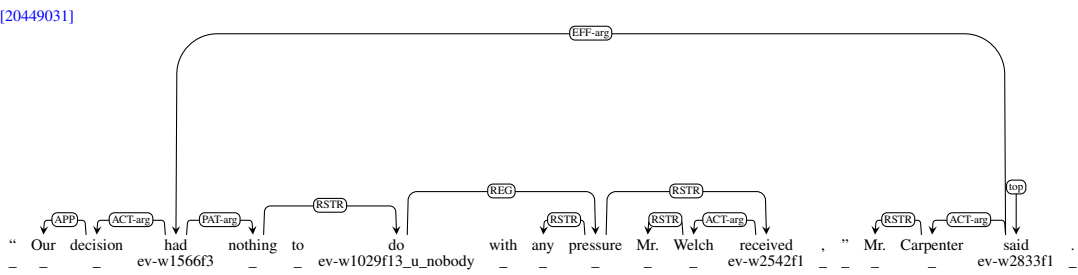 [20449031]
EFF-arg
top
REG RSTR
RSTR
APP ACT-arg PAT-arg RSTR RSTR ACT-arg RSTR ACT-arg
“ Our decision had nothing to do with any pressure Mr. Welch received , ” Mr. Carpenter said .
_ _ _ ev-w1566f3 _ _ ev-w1029f13_u_nobody _ _ _ _ _ ev-w2542f1 _ _ _ _ ev-w2833f1 _